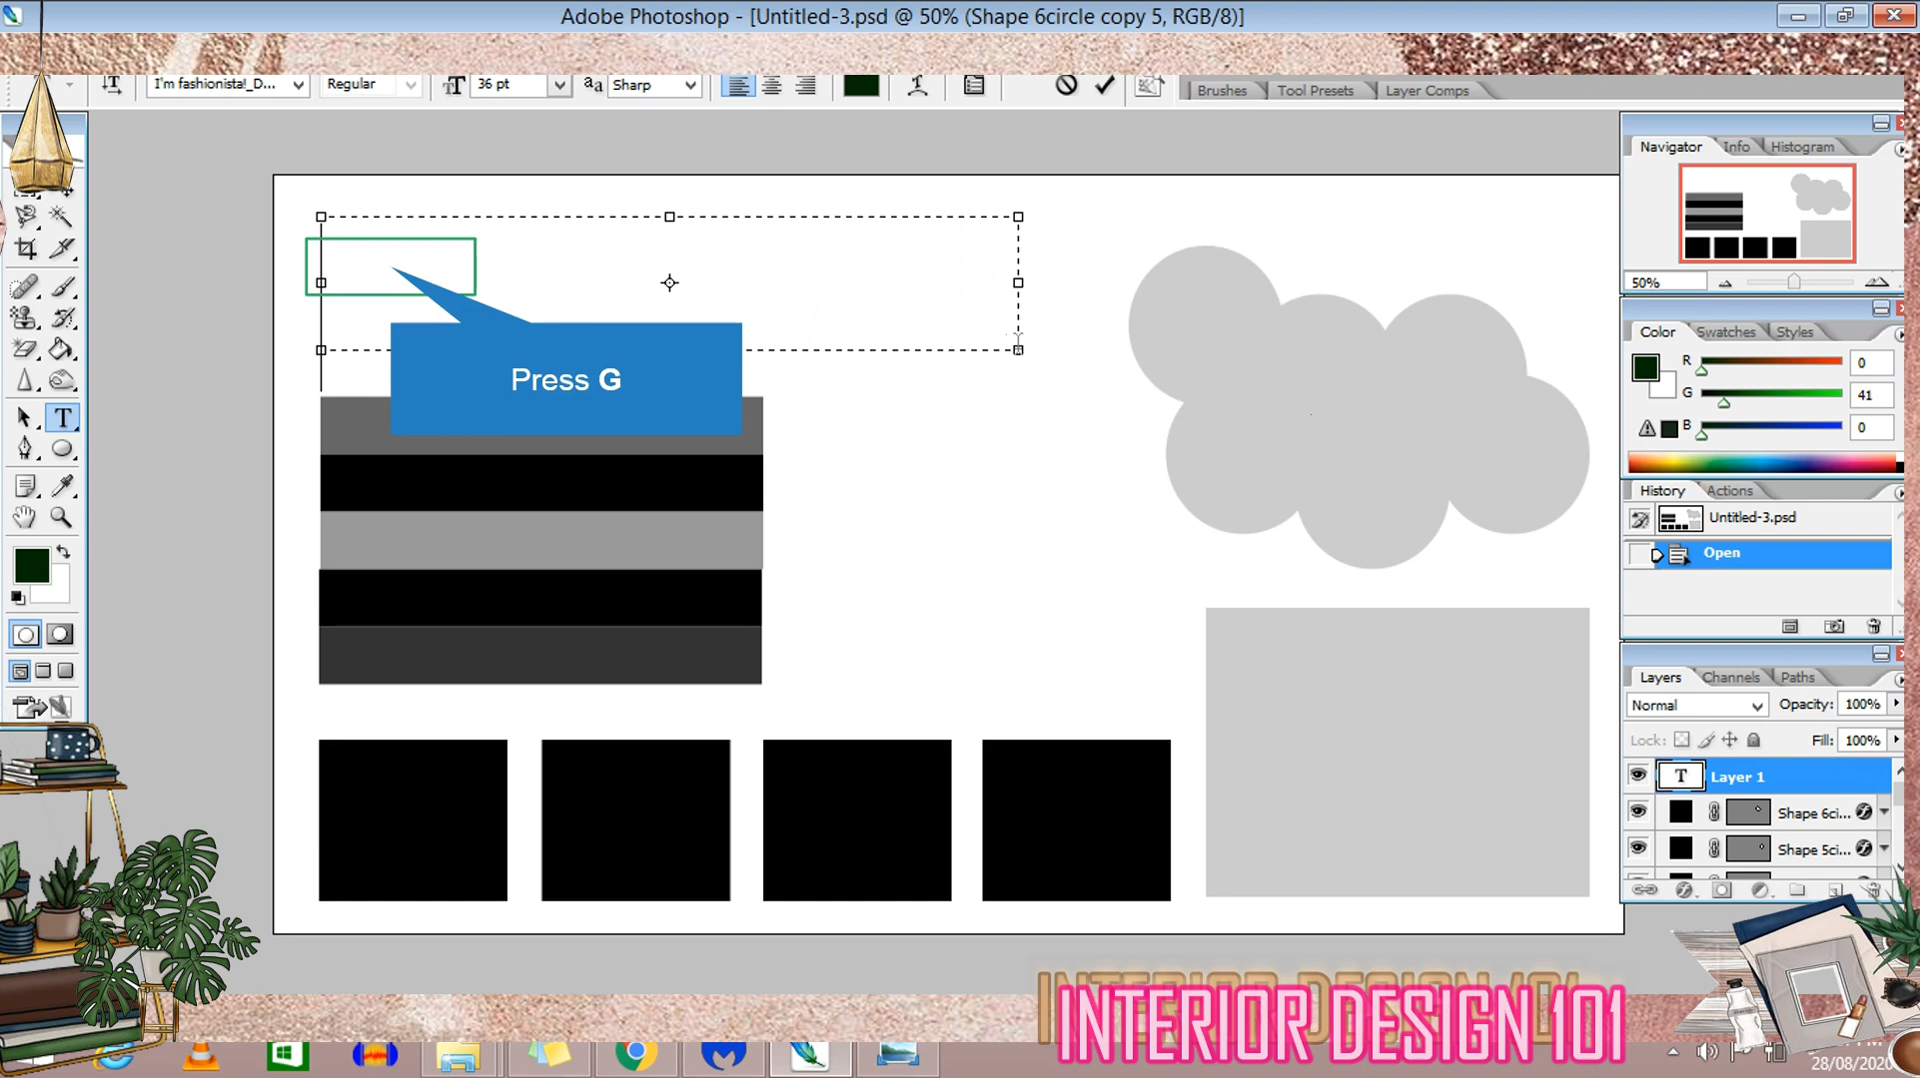 Adobe Photoshop - [Untitled-3.psd @ 50% (Shape 6circle copy 5, RGB/8)]
I'm fashionista!_D...
Regular
36 pt
Sharp
Brushes
Tool Presets
Layer Comps
Navigator
Info
Histogram
50%
Press G
Color
Swatches
Styles
R
0
G
41
B
0
History
Actions
Untitled-3.psd
Open
Layers
Channels
Paths
Normal
Opacity: 100%
Lock:
Fill: 100%
T
Layer 1
Shape 6ci...
Shape 5ci...
INTERIOR DESIGN 101
28/08/2020